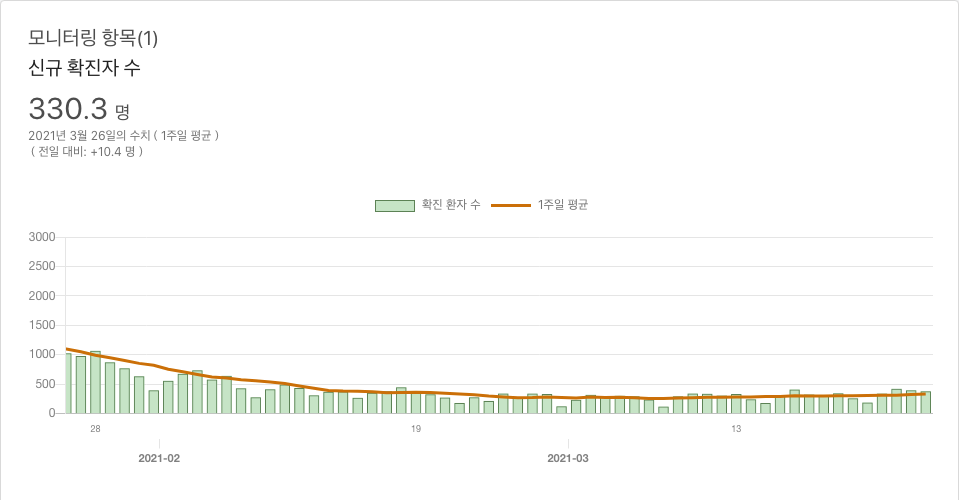 모니터링 항목(1)
신규 확진자 수
330.3 명
2021년 3월 26일의 수치 ( 1주일 평균 )
( 전일 대비: +10.4 명 )
확진 환자 수 1주일 평균
3000
2500
2000
1500
1000
500
0
28 19 13
2021-02 2021-03